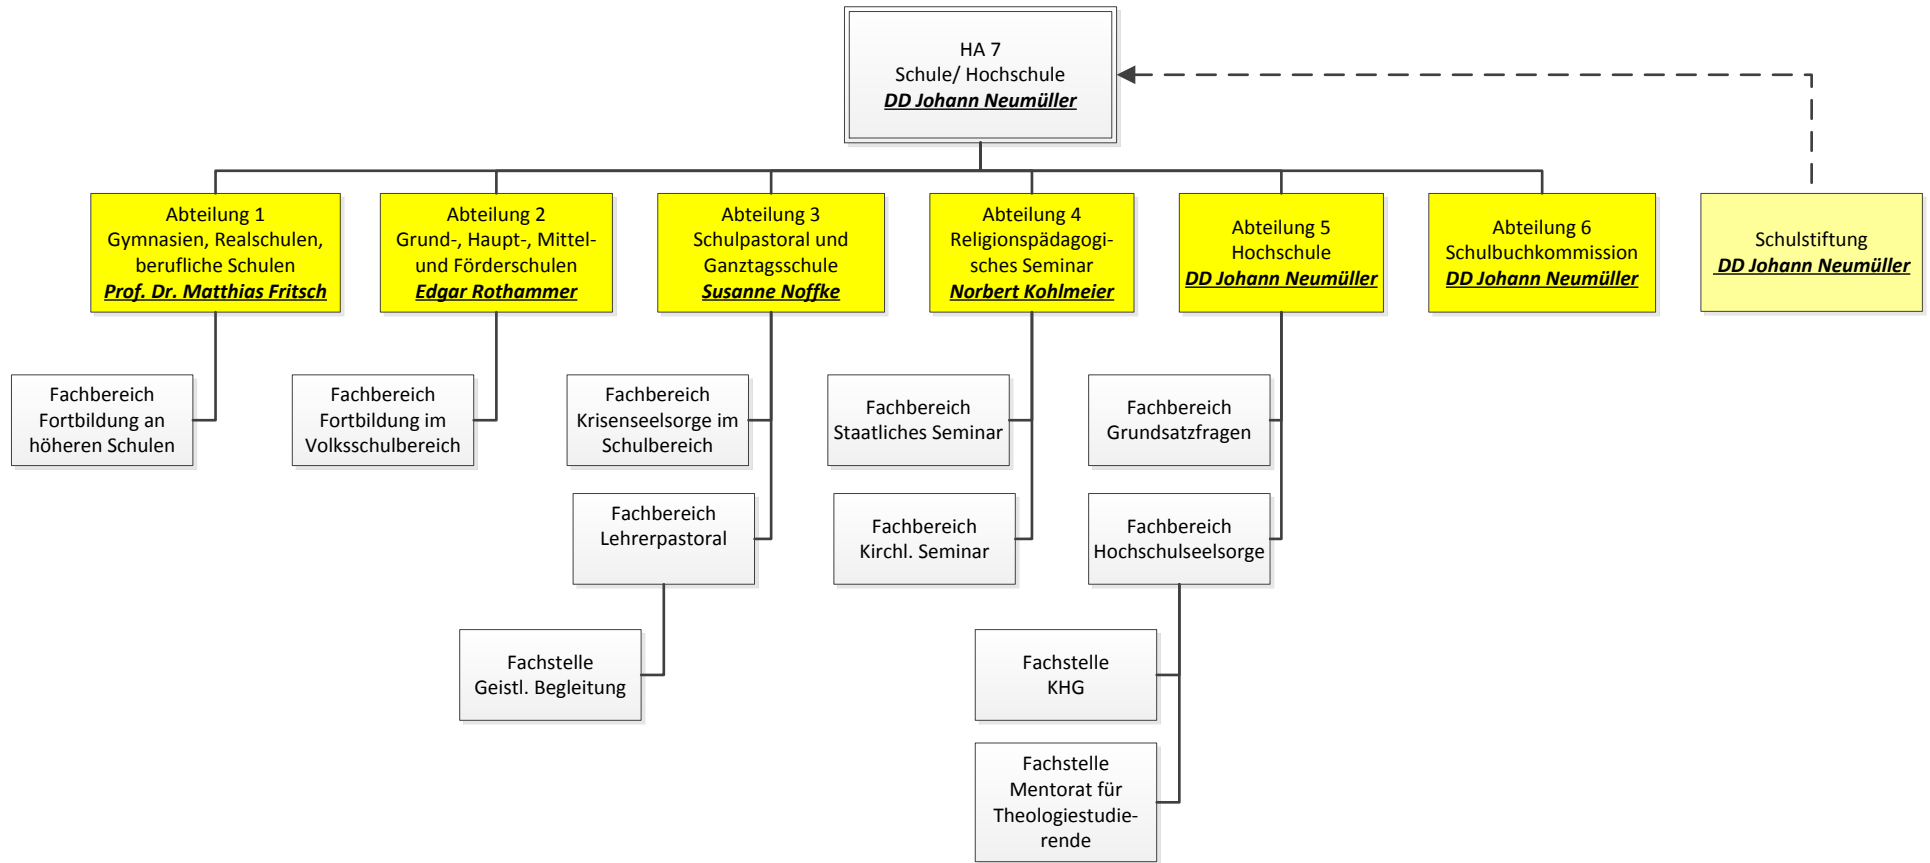 HA 7
Schule/ Hochschule
DD Johann Neumüller
Abteilung 1
Gymnasien, Realschulen,
berufliche Schulen
Prof. Dr. Matthias Fritsch
Abteilung 2
Grund-, Haupt-, Mittel-
und Förderschulen
Edgar Rothammer
Abteilung 3
Schulpastoral und
Ganztagsschule
Susanne Noffke
Abteilung 4
Religionspädagogi-
sches Seminar
Norbert Kohlmeier
Abteilung 5
Hochschule
DD Johann Neumüller
Abteilung 6
Schulbuchkommission
DD Johann Neumüller
Schulstiftung
DD Johann Neumüller
Fachbereich
Fortbildung an
höheren Schulen
Fachbereich
Fortbildung im
Volksschulbereich
Fachbereich
Krisenseelsorge im
Schulbereich
Fachbereich
Staatliches Seminar
Fachbereich
Grundsatzfragen
Fachbereich
Lehrerpastoral
Fachbereich
Kirchl. Seminar
Fachbereich
Hochschulseelsorge
Fachstelle
Geistl. Begleitung
Fachstelle
KHG
Fachstelle
Mentorat für
Theologiestudie-
rende